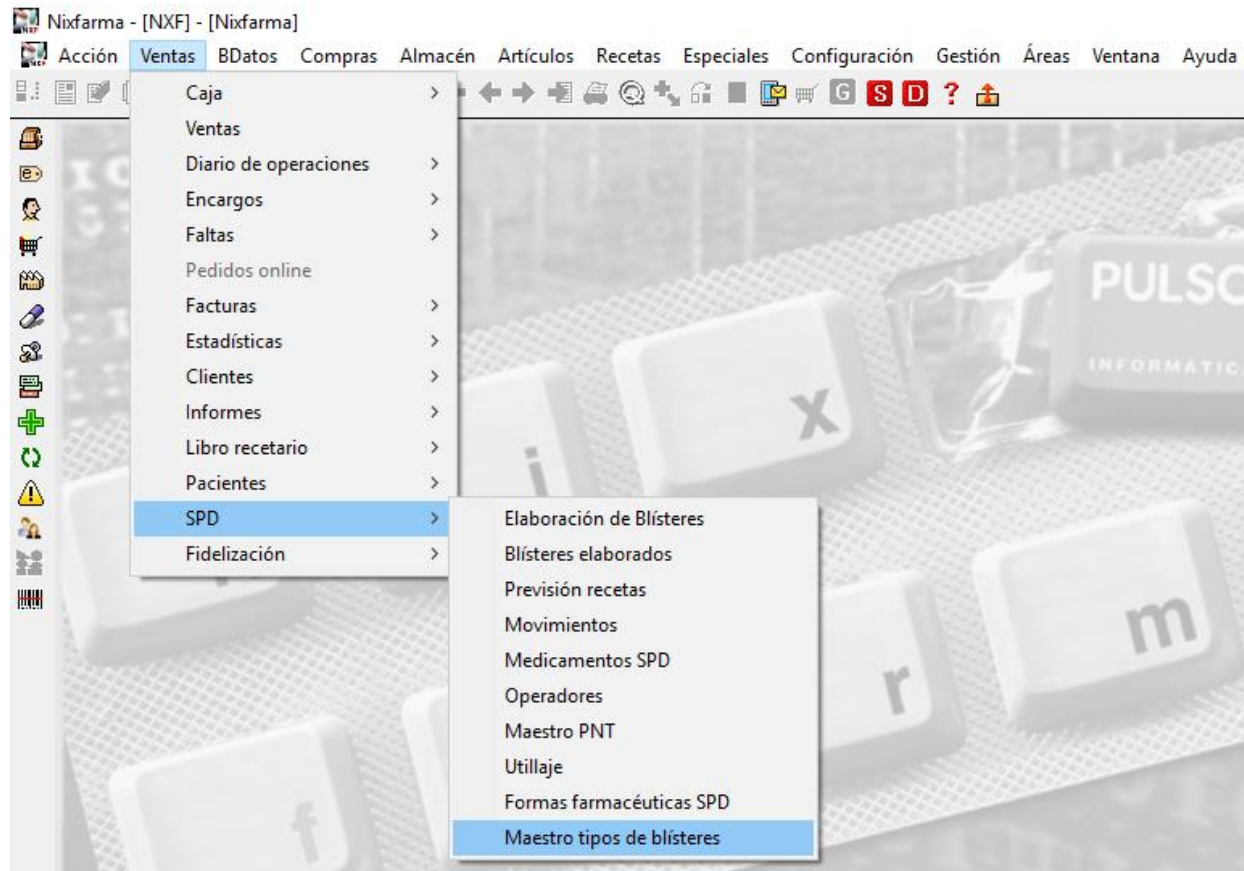 Nixfarma - [NXF] - [Nixfarma]
Acción Ventas BDatos Compras Almacén Artículos Recetas Especiales Configuración Gestión Áreas Ventana Ayuda
G S D ?
Caja
Ventas
Diario de operaciones
Encargos
Faltas
Pedidos online
Facturas
Estadísticas
Clientes
Informes
Libro recetario
Pacientes
SPD
Fidelización
Elaboración de Blísteres
Blísteres elaborados
Previsión recetas
Movimientos
Medicamentos SPD
Operadores
Maestro PNT
Utillaje
Formas farmacéuticas SPD
Maestro tipos de blísteres
PULSO
INFORMATICA
i
x
f
r
m